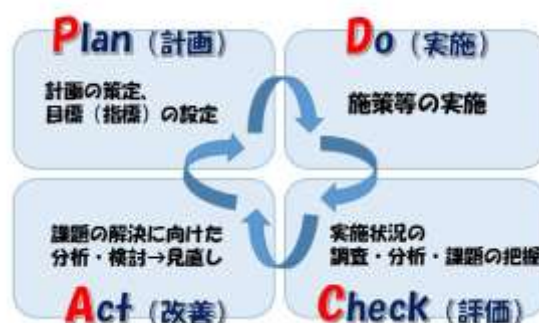 Plan（計画）
計画の策定、
目標（指標）の設定
Do（実施）
施策等の実施
課題の解決に向けた
分析・検討→見直し
Act（改善）
実施状況の
調査・分析・課題の把握
Check（評価）